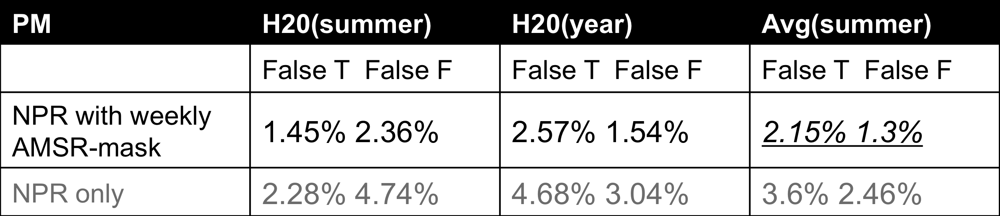 PM H20(summer) H20(year) Avg(summer)
False T False F False T False F False T False F
NPR with weekly
AMSR-mask
1.45% 2.36% 2.57% 1.54% 2.15% 1.3%
NPR only 2.28% 4.74% 4.68% 3.04% 3.6% 2.46%